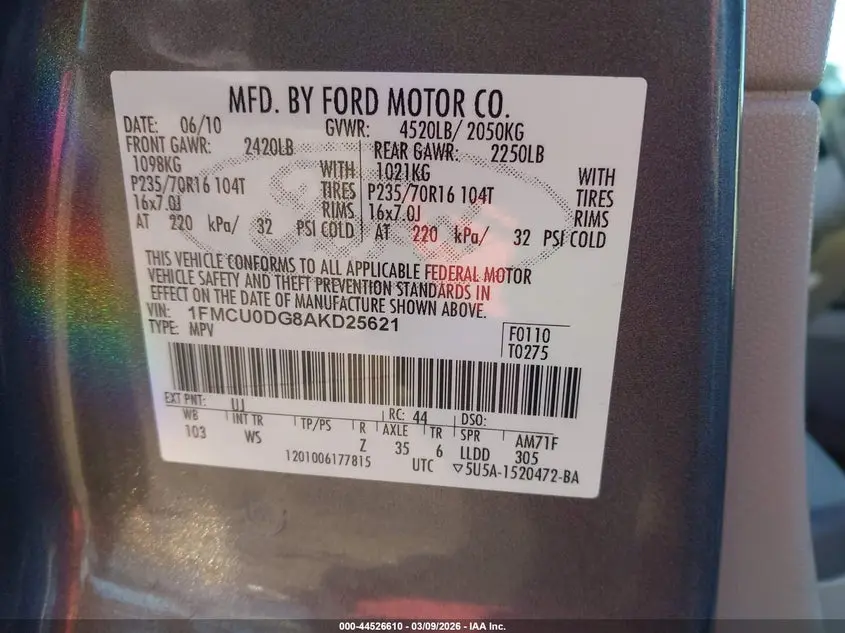 MFD. BY FORD MOTOR CO.
DATE: 06/10 GVWR: 4520LB/ 2050KG
FRONT GAWR: 2420LB REAR GAWR: 2250LB
1098KG WITH 1021KG WITH
P235/70R16 104T TIRES P235/70R16 104T TIRES
16x7.0J RIMS 16x7.0J RIMS
AT 220 kPa/ 32 PSI COLD AT 220 kPa/ 32 PSI COLD
THIS VEHICLE CONFORMS TO ALL APPLICABLE FEDERAL MOTOR
VEHICLE SAFETY AND THEFT PREVENTION STANDARDS IN
EFFECT ON THE DATE OF MANUFACTURE SHOWN ABOVE.
VIN: 1FMCU0DG8AKD25621
TYPE: MPV
F0110
T0275
EXT PNT: UJ RC: 44 DSO:
WB INT TR TP/PS R AXLE TR SPR AM71F
103 WS Z 35 6 LLDD 305
1201006177815 UTC ▽5U5A-1520472-BA
000-44526610 - 03/09/2026 - IAA Inc.